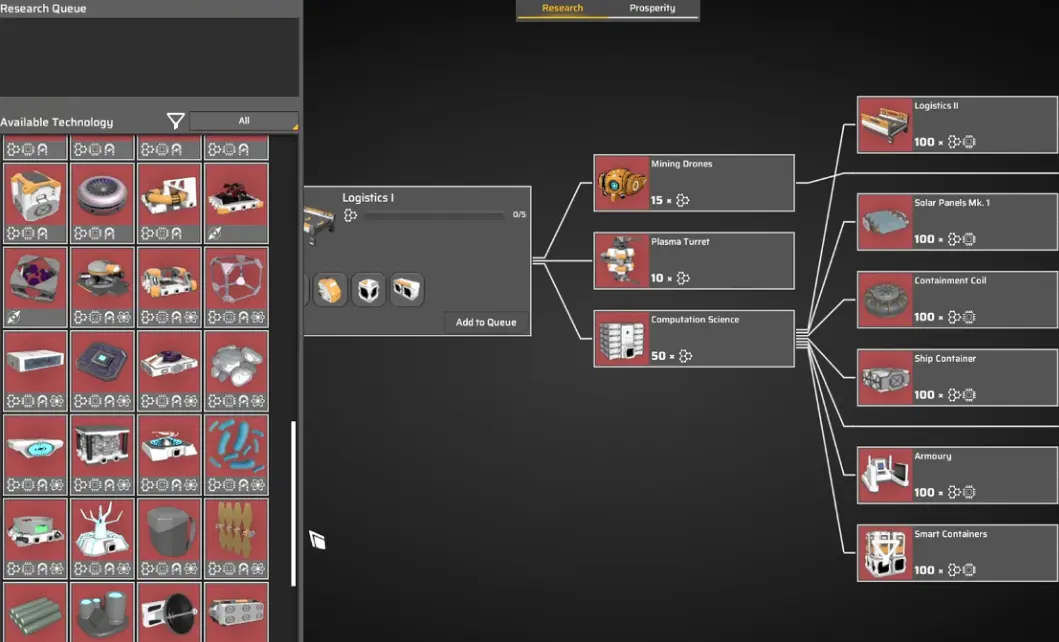 Research Queue
Research
Prosperity
Available Technology
All
Logistics I
0/5
Add to Queue
Mining Drones
15 ×
Plasma Turret
10 ×
Computation Science
50 ×
Logistics II
100 ×
Solar Panels Mk. 1
100 ×
Containment Coil
100 ×
Ship Container
100 ×
Armoury
100 ×
Smart Containers
100 ×